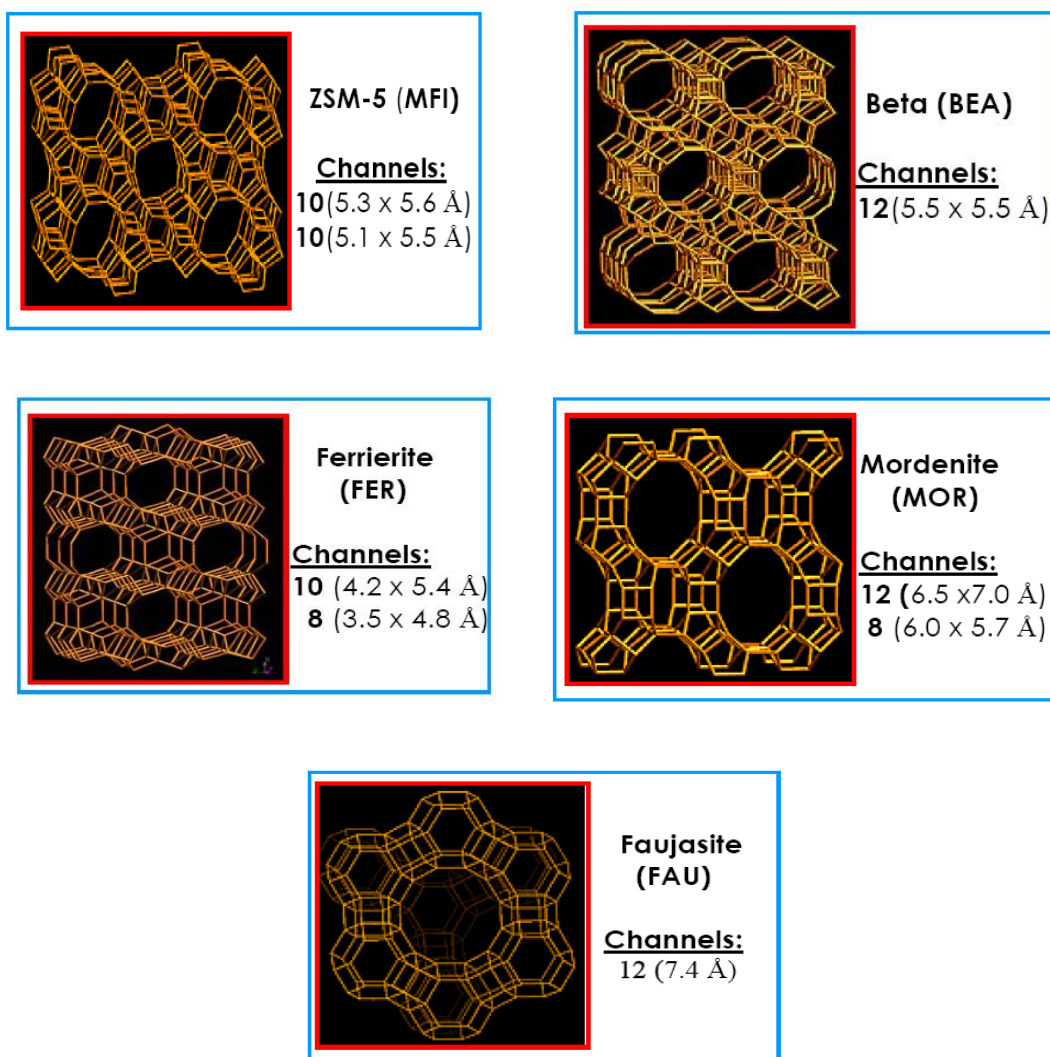 ZSM-5 (MFI)
Channels:
10(5.3 x 5.6 Å)
10(5.1 x 5.5 Å)
Beta (BEA)
Channels:
12(5.5 x 5.5 Å)
Ferrierite
(FER)
Channels:
10 (4.2 x 5.4 Å)
8 (3.5 x 4.8 Å)
Mordenite
(MOR)
Channels:
12 (6.5 x7.0 Å)
8 (6.0 x 5.7 Å)
Faujasite
(FAU)
Channels:
12 (7.4 Å)